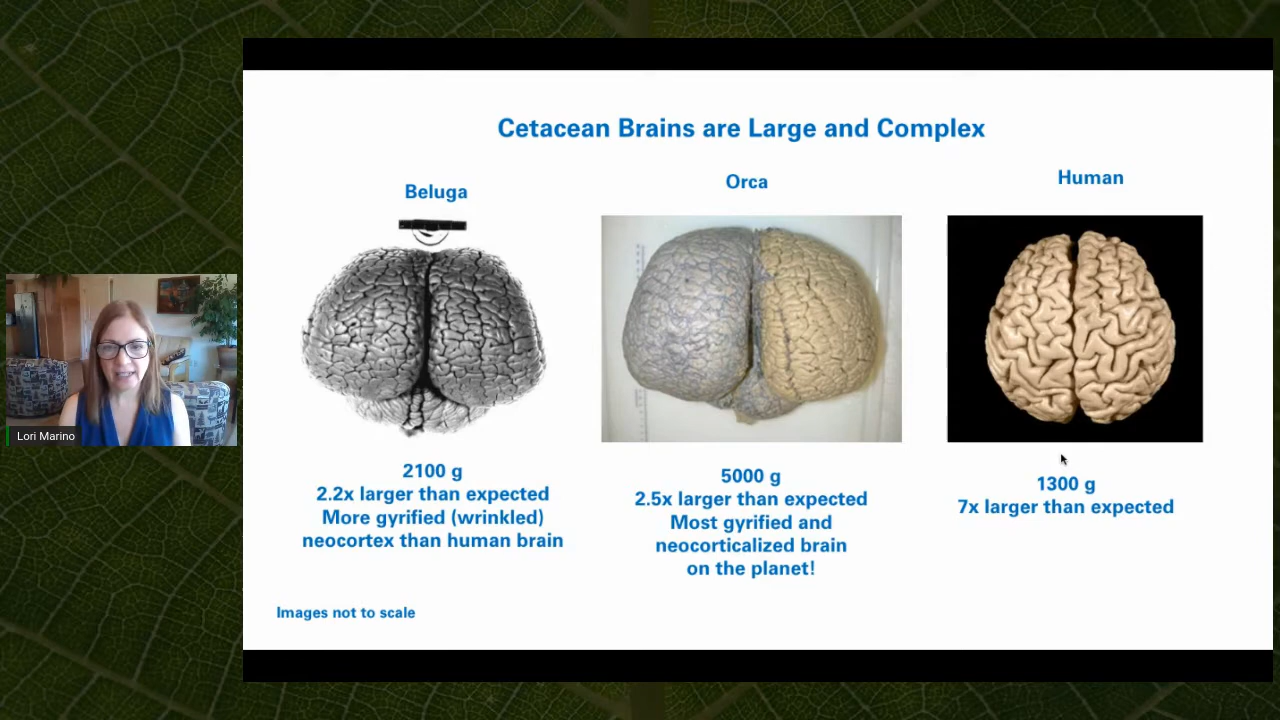 Cetacean Brains are Large and Complex
Beluga
Orca
Human
2100 g
2.2x larger than expected
More gyrified (wrinkled)
neocortex than human brain
5000 g
2.5x larger than expected
Most gyrified and
neocorticalized brain
on the planet!
1300 g
7x larger than expected
Images not to scale
Lori Marino